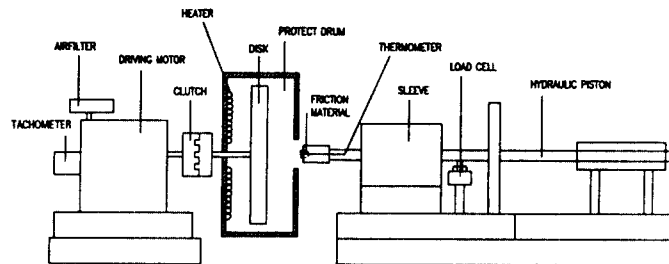 HEATER
PROTECT DRUM
AIRFILTER
DRIVING MOTOR
DISK
THERMOMETER
CLUTCH
LOAD CELL
FRICTION
MATERIAL
SLEEVE
HYDRAULIC PISTON
TACHOMETER